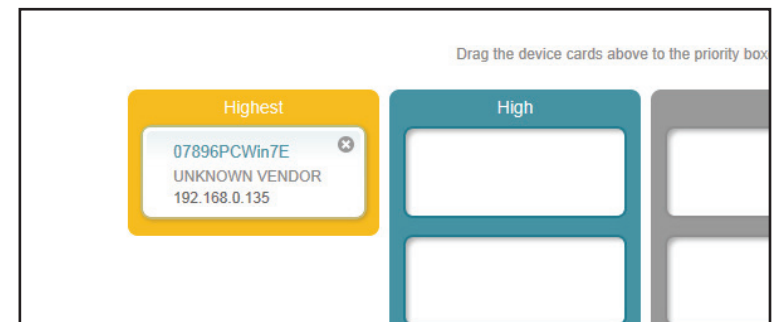 Drag the device cards above to the priority box
Highest
High
07896PCWin7E
UNKNOWN VENDOR
192.168.0.135